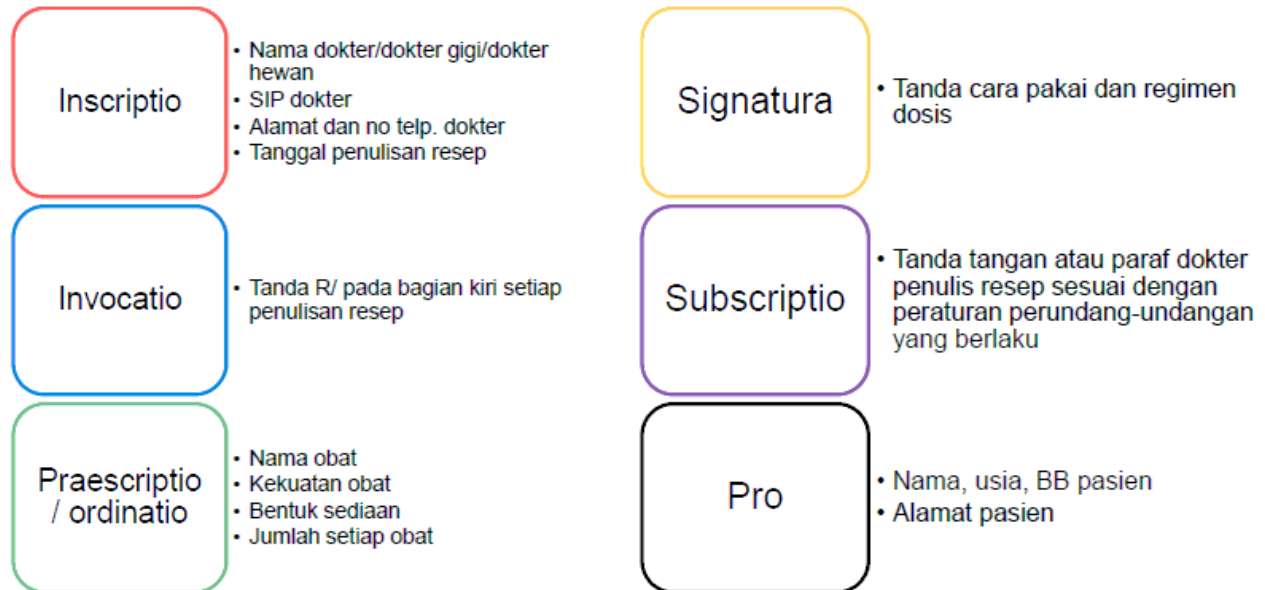 Inscriptio
• Nama dokter/dokter gigi/dokter
hewan
• SIP dokter
• Alamat dan no telp. dokter
• Tanggal penulisan resep
Invocatio
• Tanda R/ pada bagian kiri setiap
penulisan resep
Praescriptio
/ ordinatio
• Nama obat
• Kekuatan obat
• Bentuk sediaan
• Jumlah setiap obat
Signatura
• Tanda cara pakai dan regimen
dosis
Subscriptio
• Tanda tangan atau paraf dokter
penulis resep sesuai dengan
peraturan perundang-undangan
yang berlaku
Pro
• Nama, usia, BB pasien
• Alamat pasien